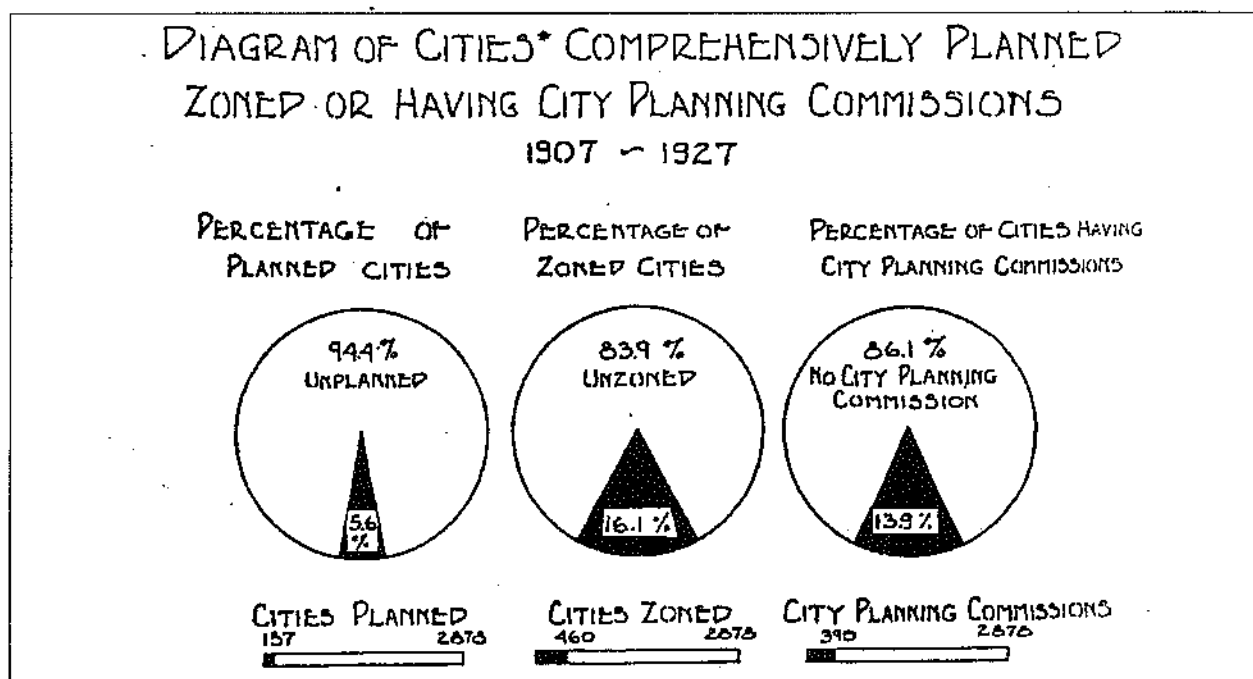 DIAGRAM OF CITIES* COMPREHENSIVELY PLANNED
ZONED OR HAVING CITY PLANNING COMMISSIONS
1907 ~ 1927
PERCENTAGE OF
PLANNED CITIES
94.4%
UNPLANNED
5.6
%
CITIES PLANNED
157 2878
PERCENTAGE OF
ZONED CITIES
83.9 %
UNZONED
16.1 %
CITIES ZONED
460 2878
PERCENTAGE OF CITIES HAVING
CITY PLANNING COMMISSIONS
86.1 %
NO CITY PLANNING
COMMISSION
13.9 %
CITY PLANNING COMMISSIONS
390 2878